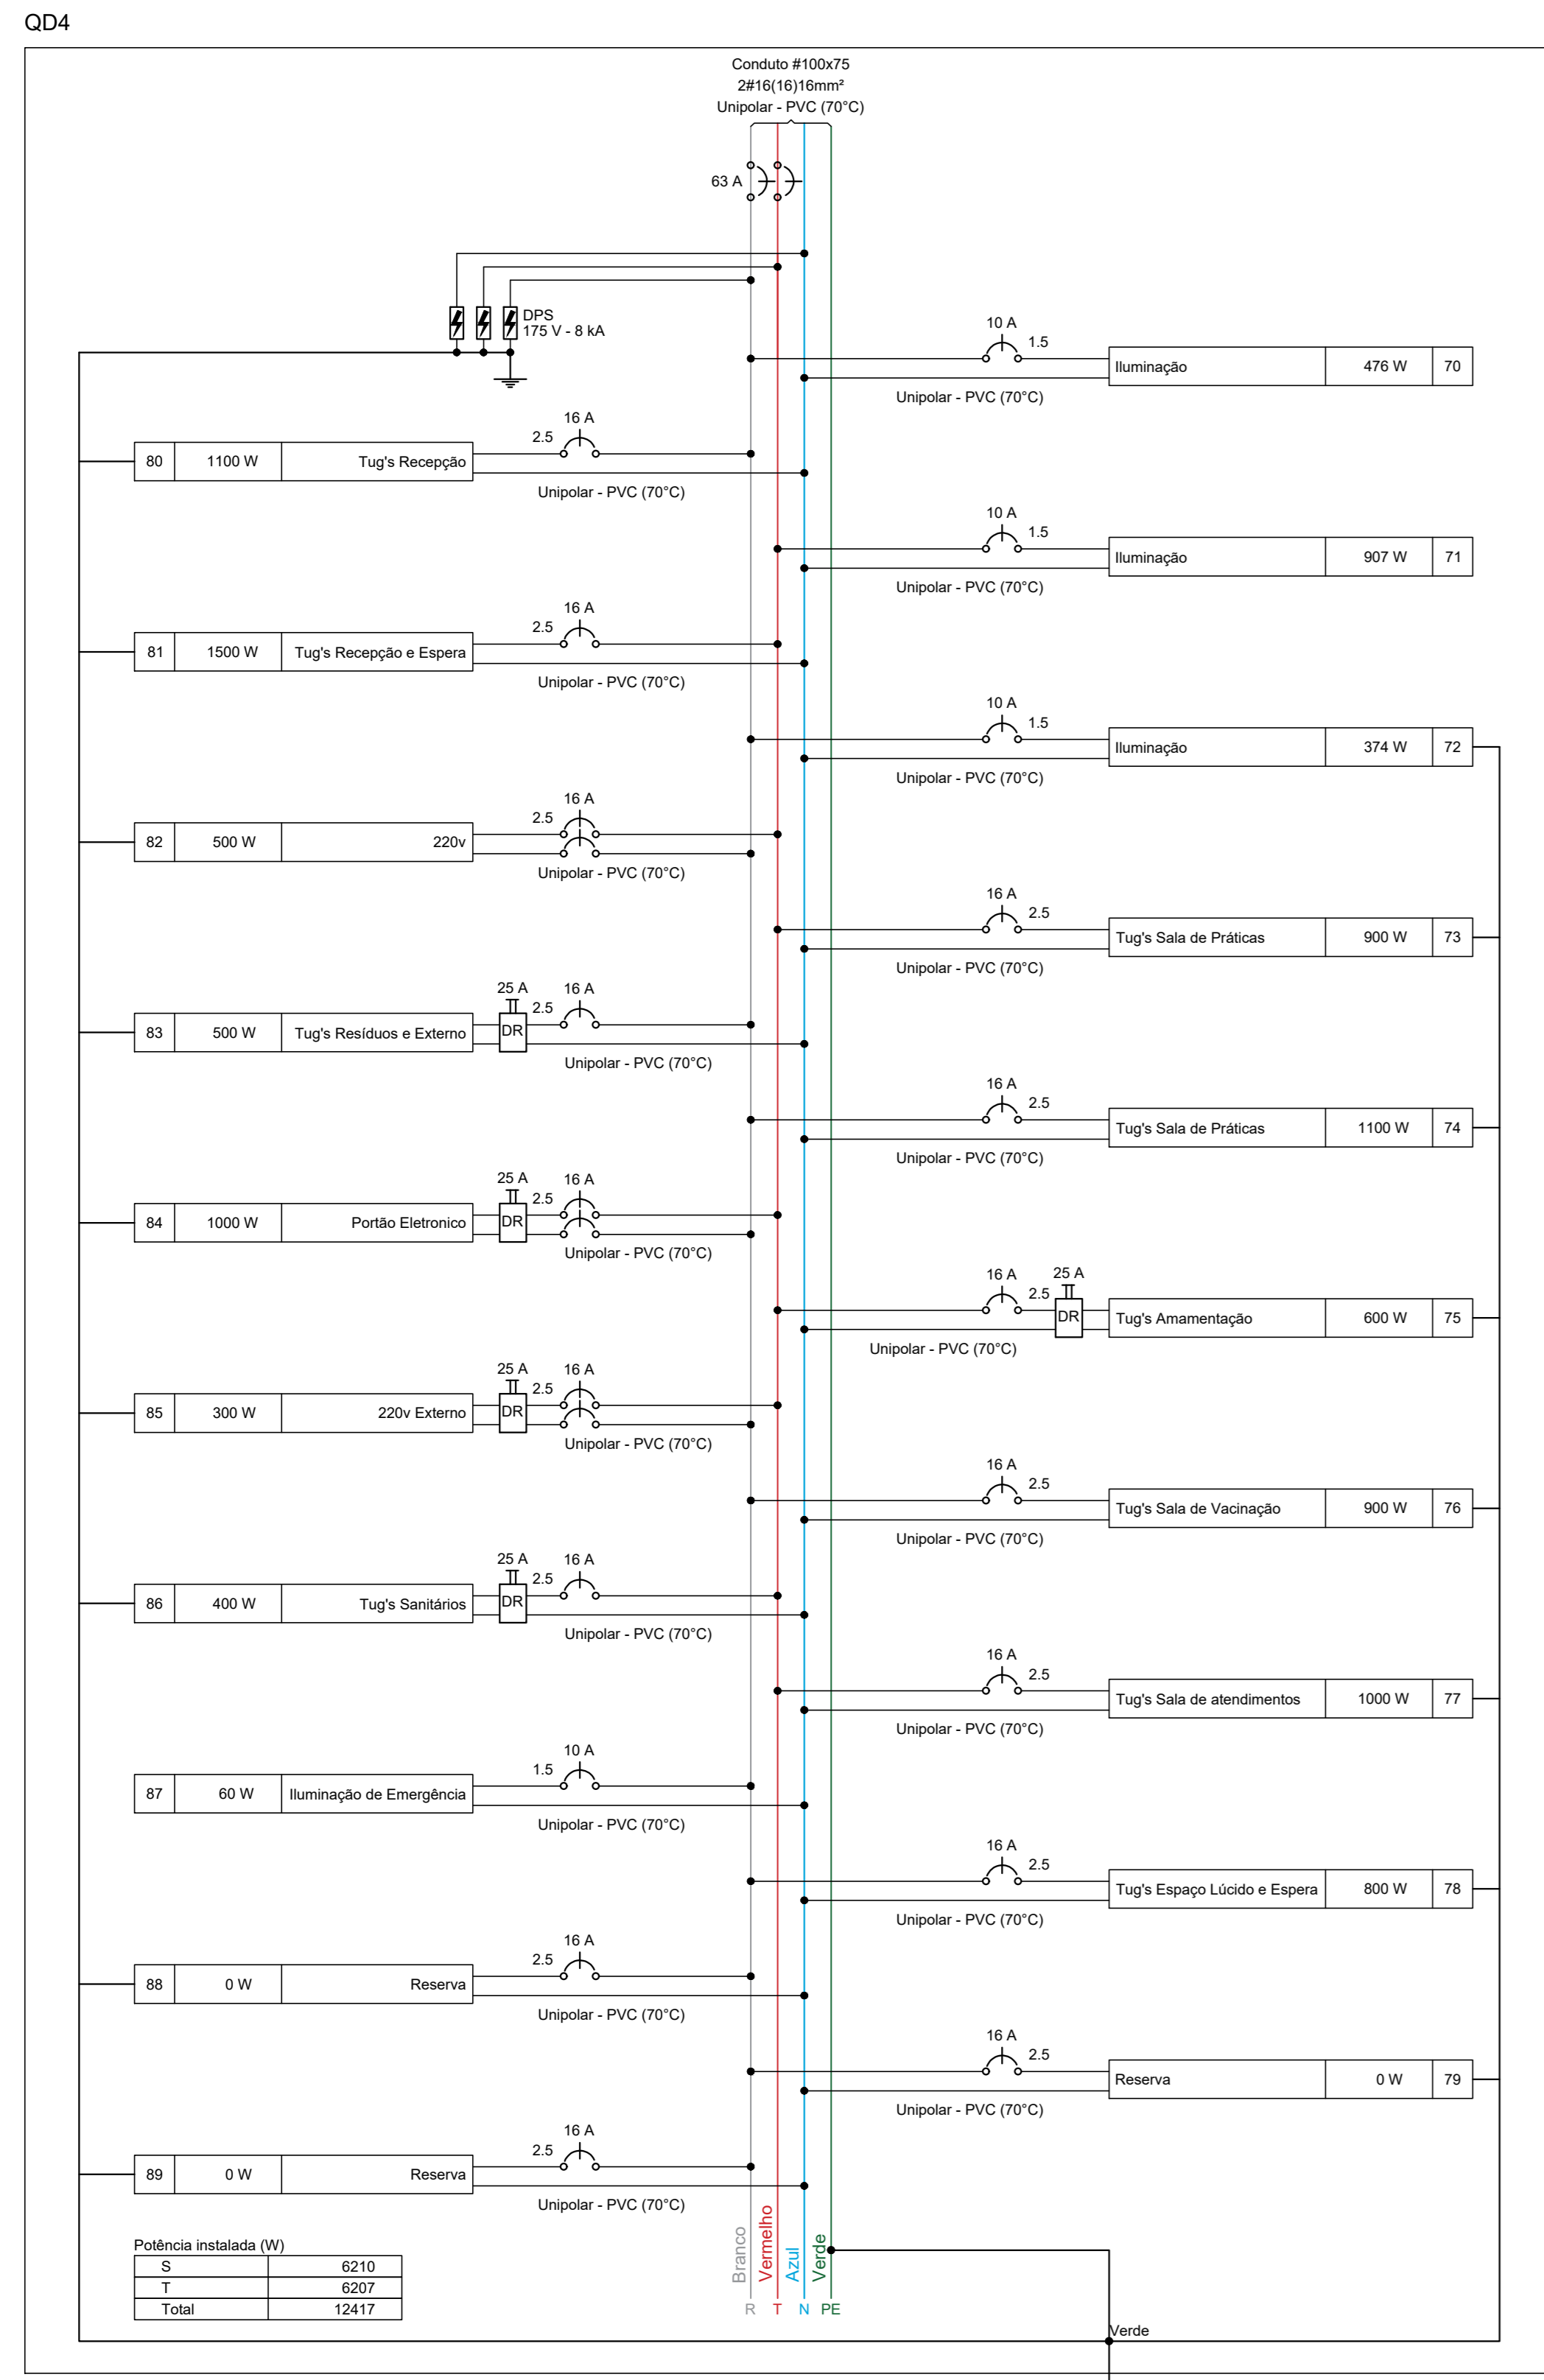 QD4
Conduto #100x75
2#16(16)16mm²
Unipolar - PVC (70°C)
63 A
DPS
175 V - 8 kA
10 A
1.5
Iluminação 476 W 70
Unipolar - PVC (70°C)
16 A
2.5
80 1100 W Tug's Recepção
Unipolar - PVC (70°C)
10 A
1.5
Iluminação 907 W 71
Unipolar - PVC (70°C)
16 A
2.5
81 1500 W Tug's Recepção e Espera
Unipolar - PVC (70°C)
10 A
1.5
Iluminação 374 W 72
Unipolar - PVC (70°C)
16 A
2.5
82 500 W 220v
Unipolar - PVC (70°C)
16 A
2.5
Tug's Sala de Práticas 900 W 73
Unipolar - PVC (70°C)
25 A 16 A
2.5
83 500 W Tug's Resíduos e Externo DR
Unipolar - PVC (70°C)
16 A
2.5
Tug's Sala de Práticas 1100 W 74
Unipolar - PVC (70°C)
25 A 16 A
2.5
84 1000 W Portão Eletronico DR
Unipolar - PVC (70°C)
16 A 25 A
2.5
DR Tug's Amamentação 600 W 75
Unipolar - PVC (70°C)
25 A 16 A
2.5
85 300 W 220v Externo DR
Unipolar - PVC (70°C)
16 A
2.5
Tug's Sala de Vacinação 900 W 76
Unipolar - PVC (70°C)
25 A 16 A
2.5
86 400 W Tug's Sanitários DR
Unipolar - PVC (70°C)
16 A
2.5
Tug's Sala de atendimentos 1000 W 77
Unipolar - PVC (70°C)
10 A
1.5
87 60 W Iluminação de Emergência
Unipolar - PVC (70°C)
16 A
2.5
Tug's Espaço Lúcido e Espera 800 W 78
Unipolar - PVC (70°C)
16 A
2.5
88 0 W Reserva
Unipolar - PVC (70°C)
16 A
2.5
Reserva 0 W 79
Unipolar - PVC (70°C)
16 A
2.5
89 0 W Reserva
Unipolar - PVC (70°C)
Potência instalada (W)
S 6210
T 6207
Total 12417
Branco
Vermelho
Azul
Verde
R T N PE
Verde